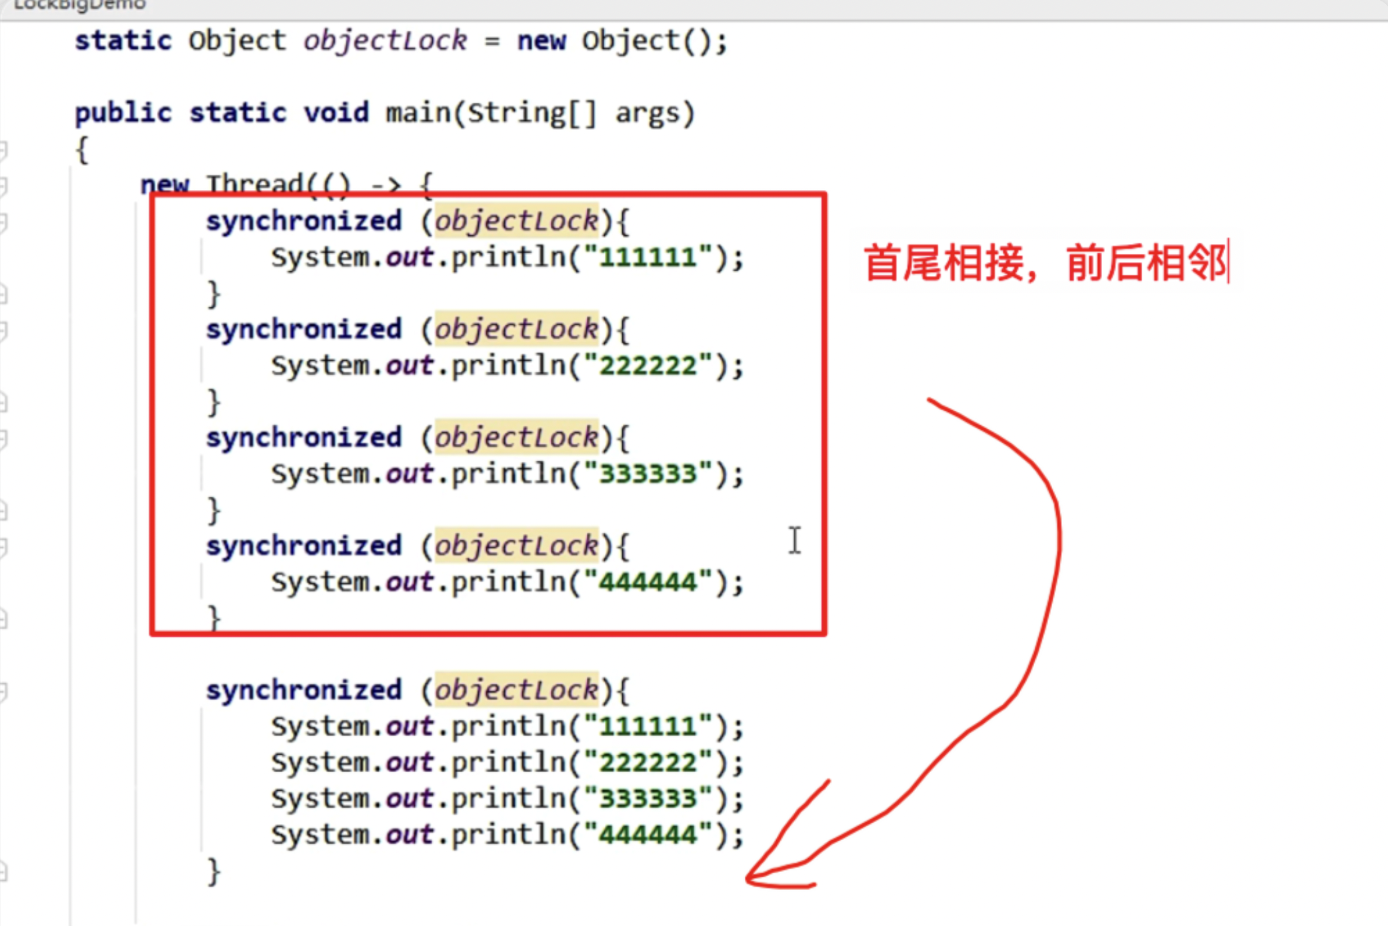 LockBigDemo
static Object objectLock = new Object();
public static void main(String[] args)
{
new Thread(() -> {
synchronized (objectLock){
System.out.println("111111");
}
synchronized (objectLock){
System.out.println("222222");
}
synchronized (objectLock){
System.out.println("333333");
}
synchronized (objectLock){
System.out.println("444444");
}
首尾相接，前后相邻
synchronized (objectLock){
System.out.println("111111");
System.out.println("222222");
System.out.println("333333");
System.out.println("444444");
}